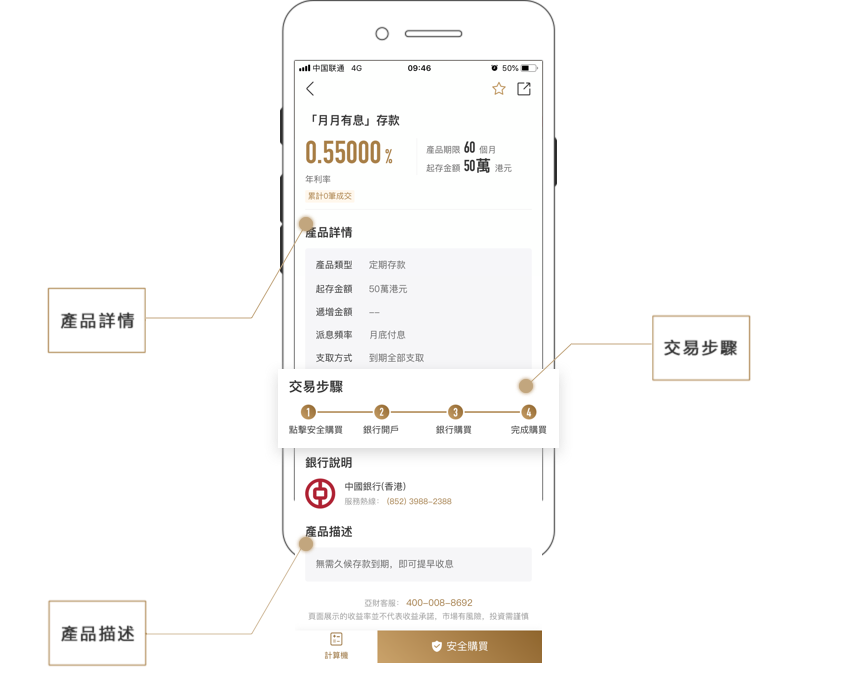 中国联通 4G 09:46 50%
「月月有息」存款
0.55000 %
產品期限 60 個月
起存金額 50萬 港元
年利率
累計0筆成交
產品詳情
產品類型 定期存款
起存金額 50萬港元
遞增金額 --
派息頻率 月底付息
支取方式 到期全部支取
產品詳情
交易步驟
交易步驟
1 2 3 4
點擊安全購買 銀行開戶 銀行購買 完成購買
銀行說明
中國銀行(香港)
服務熱線: (852) 3988-2388
產品描述
無需久候存款到期，即可提早收息
產品描述
亞財客服: 400-008-8692
頁面展示的收益率並不代表收益承諾，市場有風險，投資需謹慎
計算機
安全購買